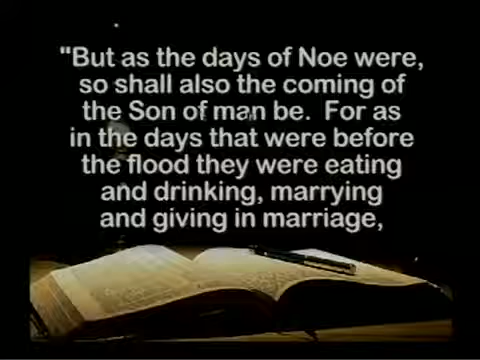 "But as the days of Noe were,
so shall also the coming of
the Son of man be.  For as
in the days that were before
the flood they were eating
and drinking, marrying
and giving in marriage,